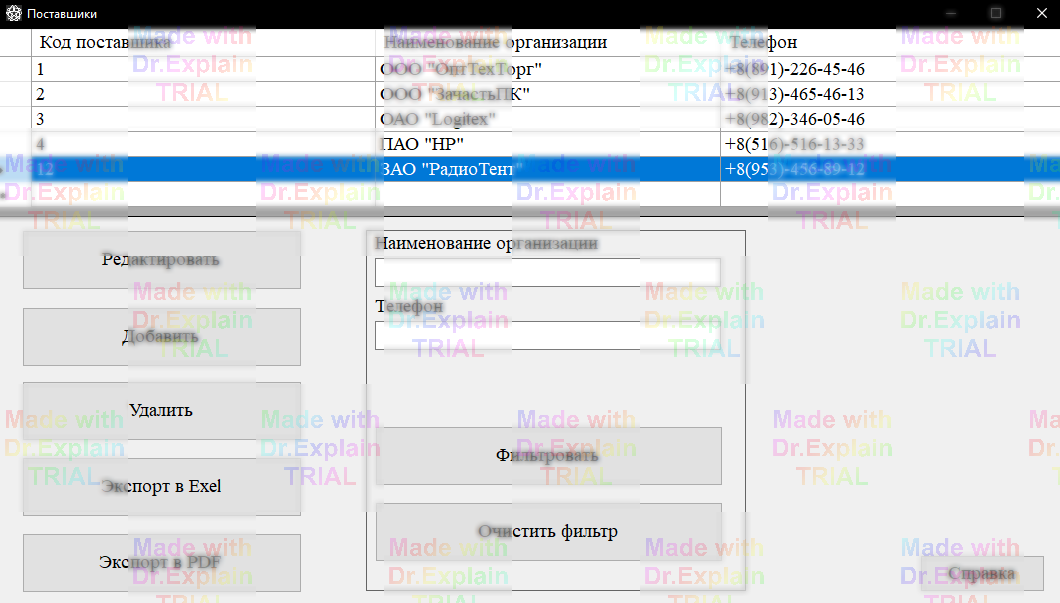 Поставщики
Код поставщика Наименование организации Телефон
1 ООО "ОптТехТорг" +8(891)-226-45-46
2 ООО "ЗачастьПК" +8(913)-465-46-13
3 ОАО "Logitex" +8(982)-346-05-46
4 ПАО "HP" +8(516)-516-13-33
12 ЗАО "РадиоТент" +8(953)-456-89-12
Редактировать
Добавить
Удалить
Экспорт в Exel
Экспорт в PDF
Наименование организации
Телефон
Фильтровать
Очистить фильтр
Справка
Made with
Dr.Explain
TRIAL